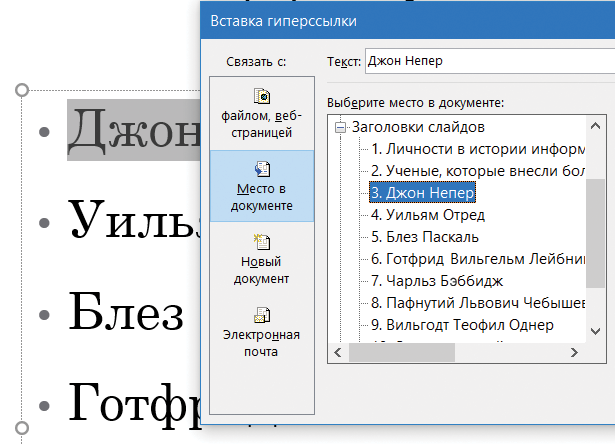 Вставка гиперссылки
Связать с:
Текст: Джон Непер
файлом, веб-
страницей
Место в
документе
Новый
документ
Электронная
почта
Выберите место в документе:
Заголовки слайдов
1. Личности в истории информ
2. Ученые, которые внесли бол
3. Джон Непер
4. Уильям Отред
5. Блез Паскаль
6. Готфрид Вильгельм Лейбни
7. Чарльз Бэббидж
8. Пафнутий Львович Чебышев
9. Вильгодт Теофил Однер
• Джон
• Уилья
• Блез
• Готфр